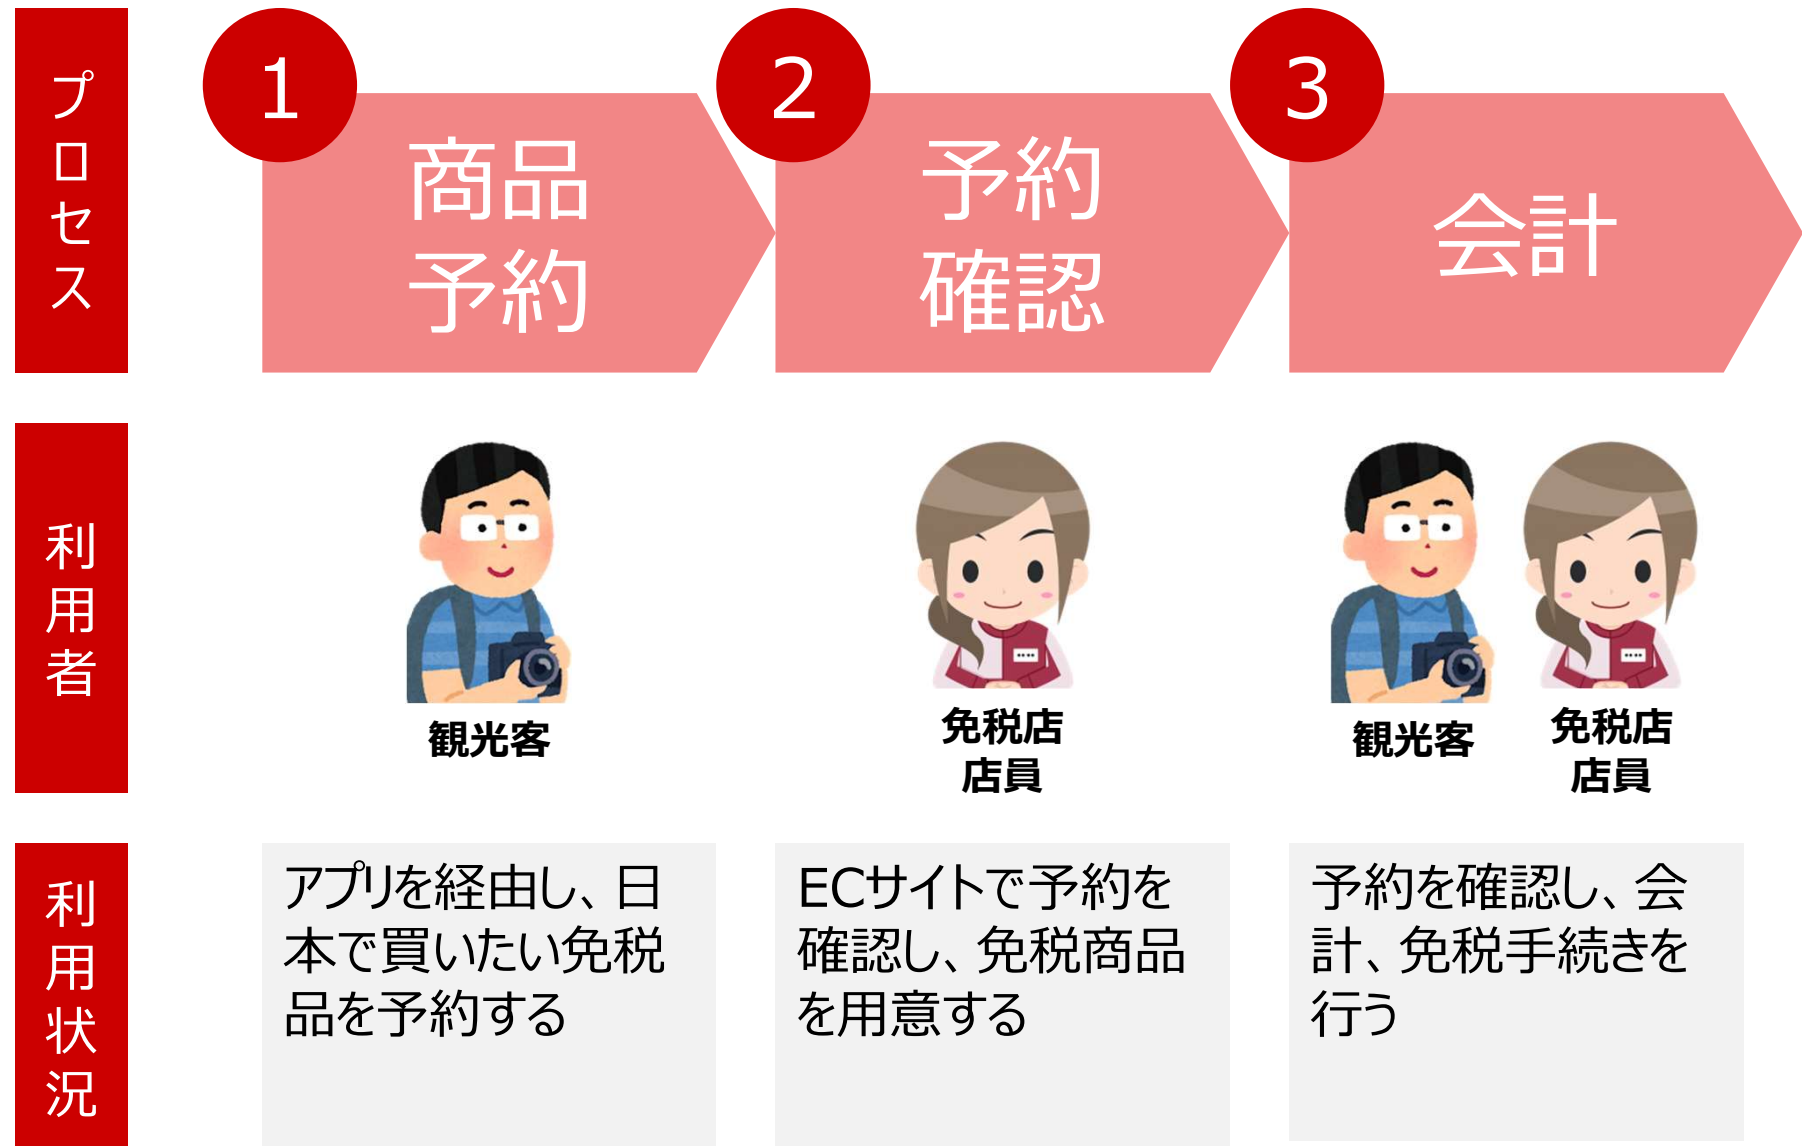 プロセス
1
商品
予約
2
予約
確認
3
会計
利用者
観光客
免税店
店員
観光客
免税店
店員
利用状況
アプリを経由し、日
本で買いたい免税
品を予約する
ECサイトで予約を
確認し、免税商品
を用意する
予約を確認し、会
計、免税手続きを
行う